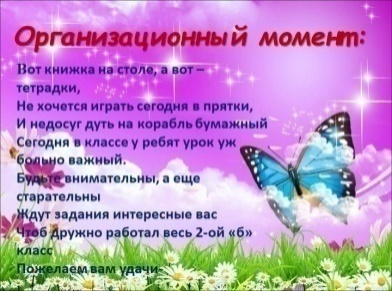 Организационный момент:
Вот книжка на столе, а вот –
тетрадки,
Не хочется играть сегодня в прятки,
И недосуг дуть на корабль бумажный
Сегодня в классе у ребят урок уж
больно важный.
Будьте внимательны, а еще
старательны
Ждут задания интересные вас
Чтоб дружно работал весь 2-ой «б»
класс
Пожелаем вам удачи-